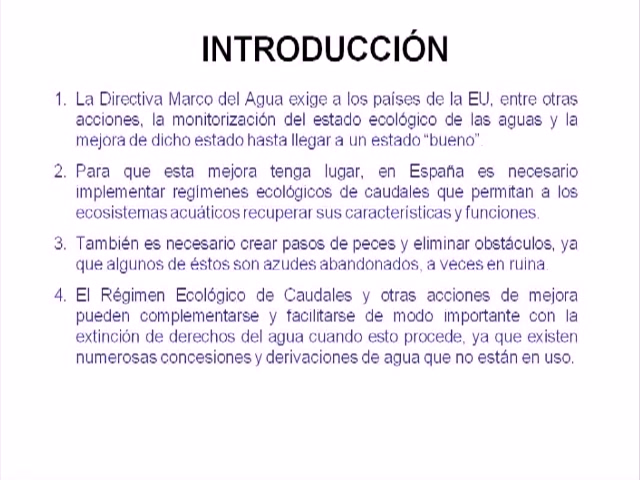 INTRODUCCIÓN
1. La Directiva Marco del Agua exige a los países de la EU, entre otras
acciones, la monitorización del estado ecológico de las aguas y la
mejora de dicho estado hasta llegar a un estado “bueno”.
2. Para que esta mejora tenga lugar, en España es necesario
implementar regímenes ecológicos de caudales que permitan a los
ecosistemas acuáticos recuperar sus características y funciones.
3. También es necesario crear pasos de peces y eliminar obstáculos, ya
que algunos de éstos son azudes abandonados, a veces en ruina.
4. El Régimen Ecológico de Caudales y otras acciones de mejora
pueden complementarse y facilitarse de modo importante con la
extinción de derechos del agua cuando esto procede, ya que existen
numerosas concesiones y derivaciones de agua que no están en uso.